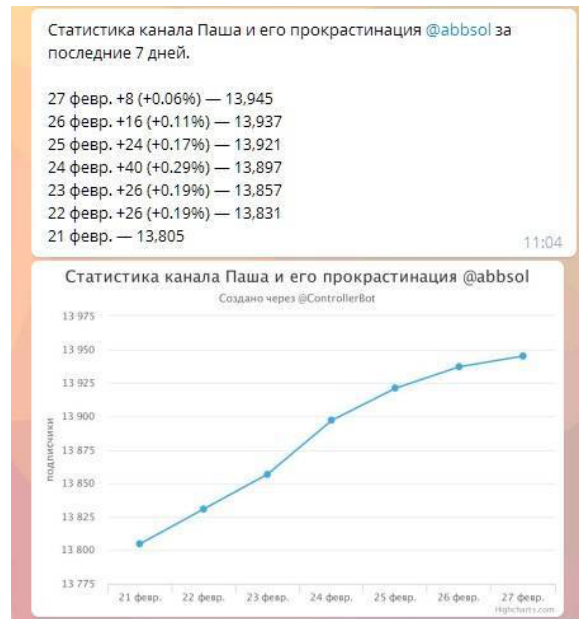 Статистика канала Паша и его прокрастинация @abbsol за
последние 7 дней.
27 февр. +8 (+0.06%) — 13,945
26 февр. +16 (+0.11%) — 13,937
25 февр. +24 (+0.17%) — 13,921
24 февр. +40 (+0.29%) — 13,897
23 февр. +26 (+0.19%) — 13,857
22 февр. +26 (+0.19%) — 13,831
21 февр. — 13,805
11:04
Статистика канала Паша и его прокрастинация @abbsol
Создано через @ControllerBot
13 975
13 950
13 925
13 900
13 875
13 850
13 825
13 800
13 775
подписчики
21 февр. 22 февр. 23 февр. 24 февр. 25 февр. 26 февр. 27 февр.
Highcharts.com